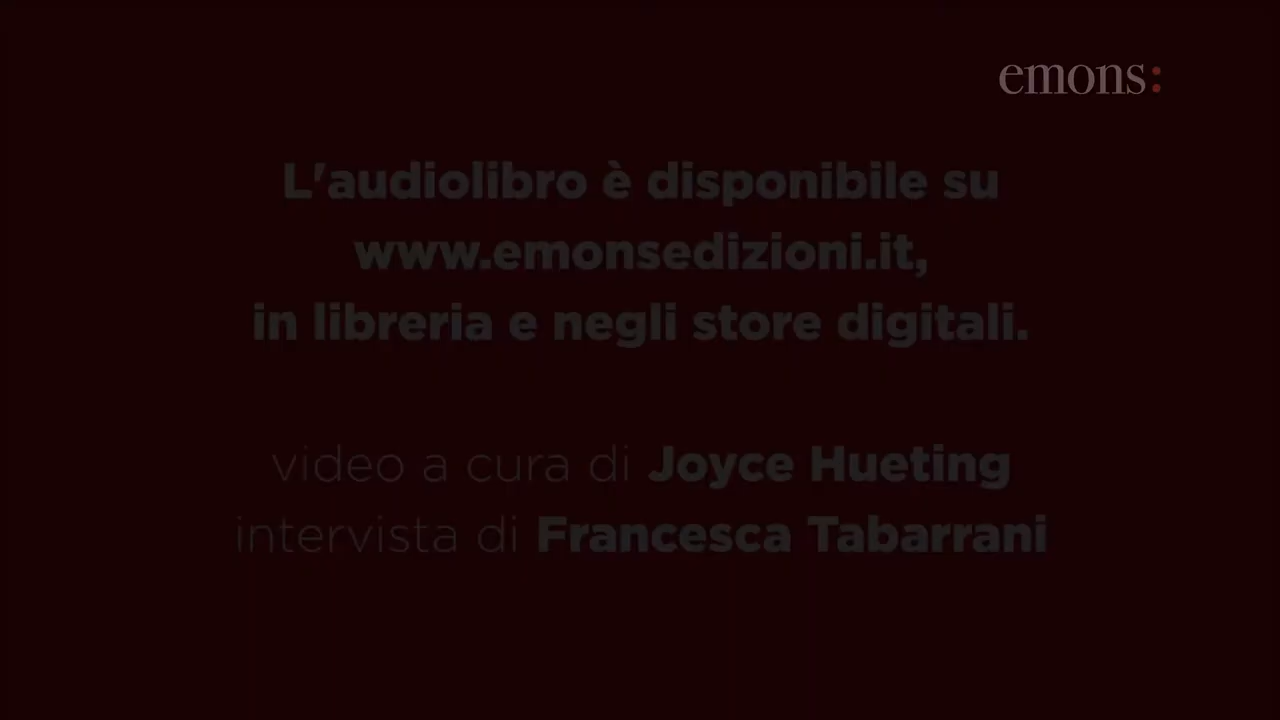 emons:
L'audiolibro è disponibile su
www.emonsedizioni.it,
in libreria e negli store digitali.
video a cura di Joyce Hueting
intervista di Francesca Tabarrani